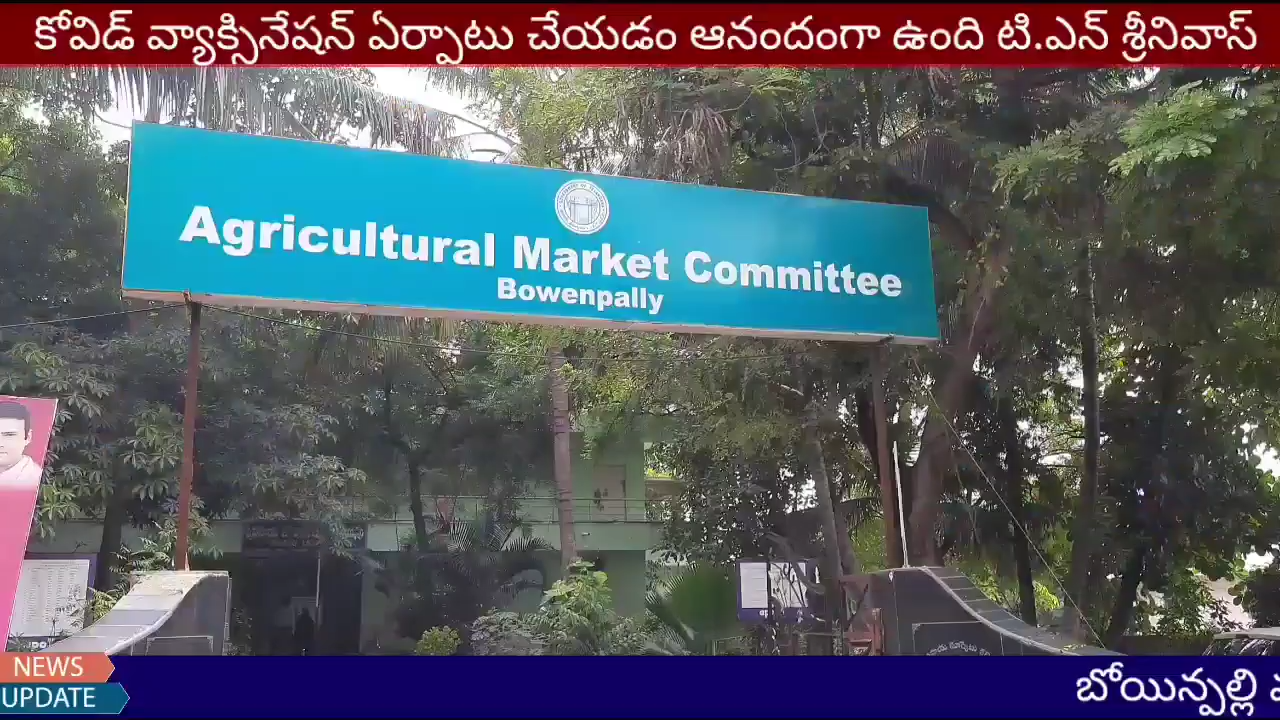 కోవిడ్ వ్యాక్సినేషన్ ఏర్పాటు చేయడం ఆనందంగా ఉంది టి.ఎన్ శ్రీనివాస్
Agricultural Market Committee
Bowenpally
NEWS
UPDATE
బోయిన్పల్లి